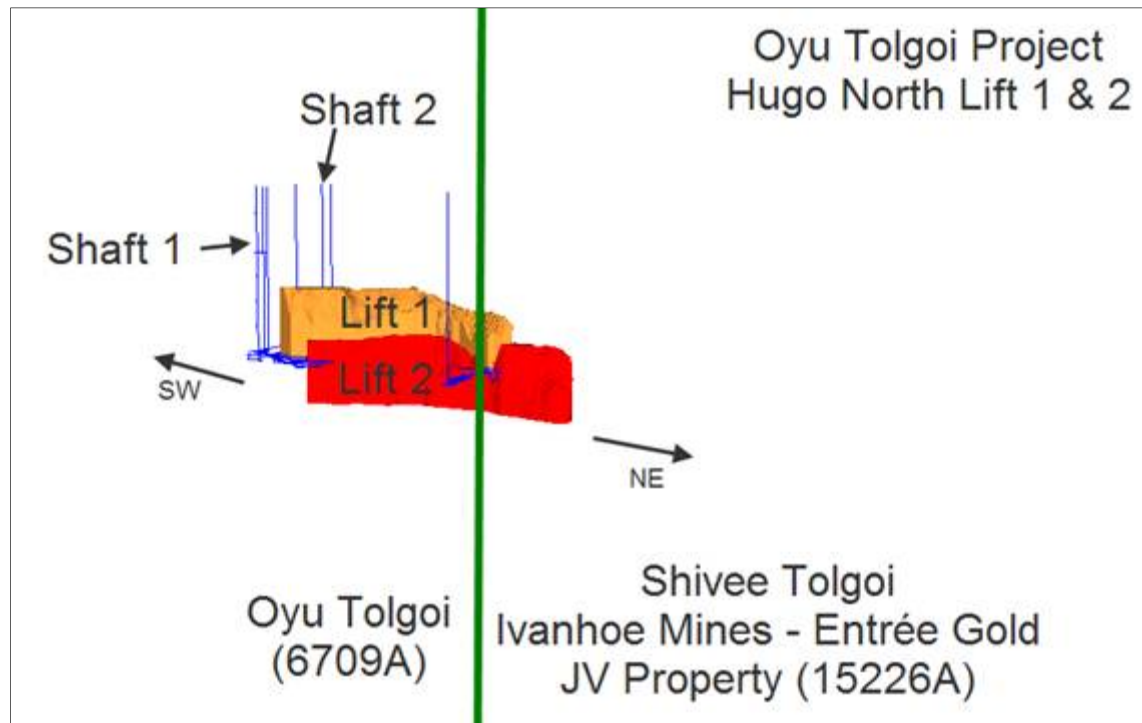 Oyu Tolgoi Project
Hugo North Lift 1 & 2
Shaft 2
Shaft 1
Lift 1
Lift 2
SW
NE
Oyu Tolgoi
(6709A)
Shivee Tolgoi
Ivanhoe Mines - Entrée Gold
JV Property (15226A)